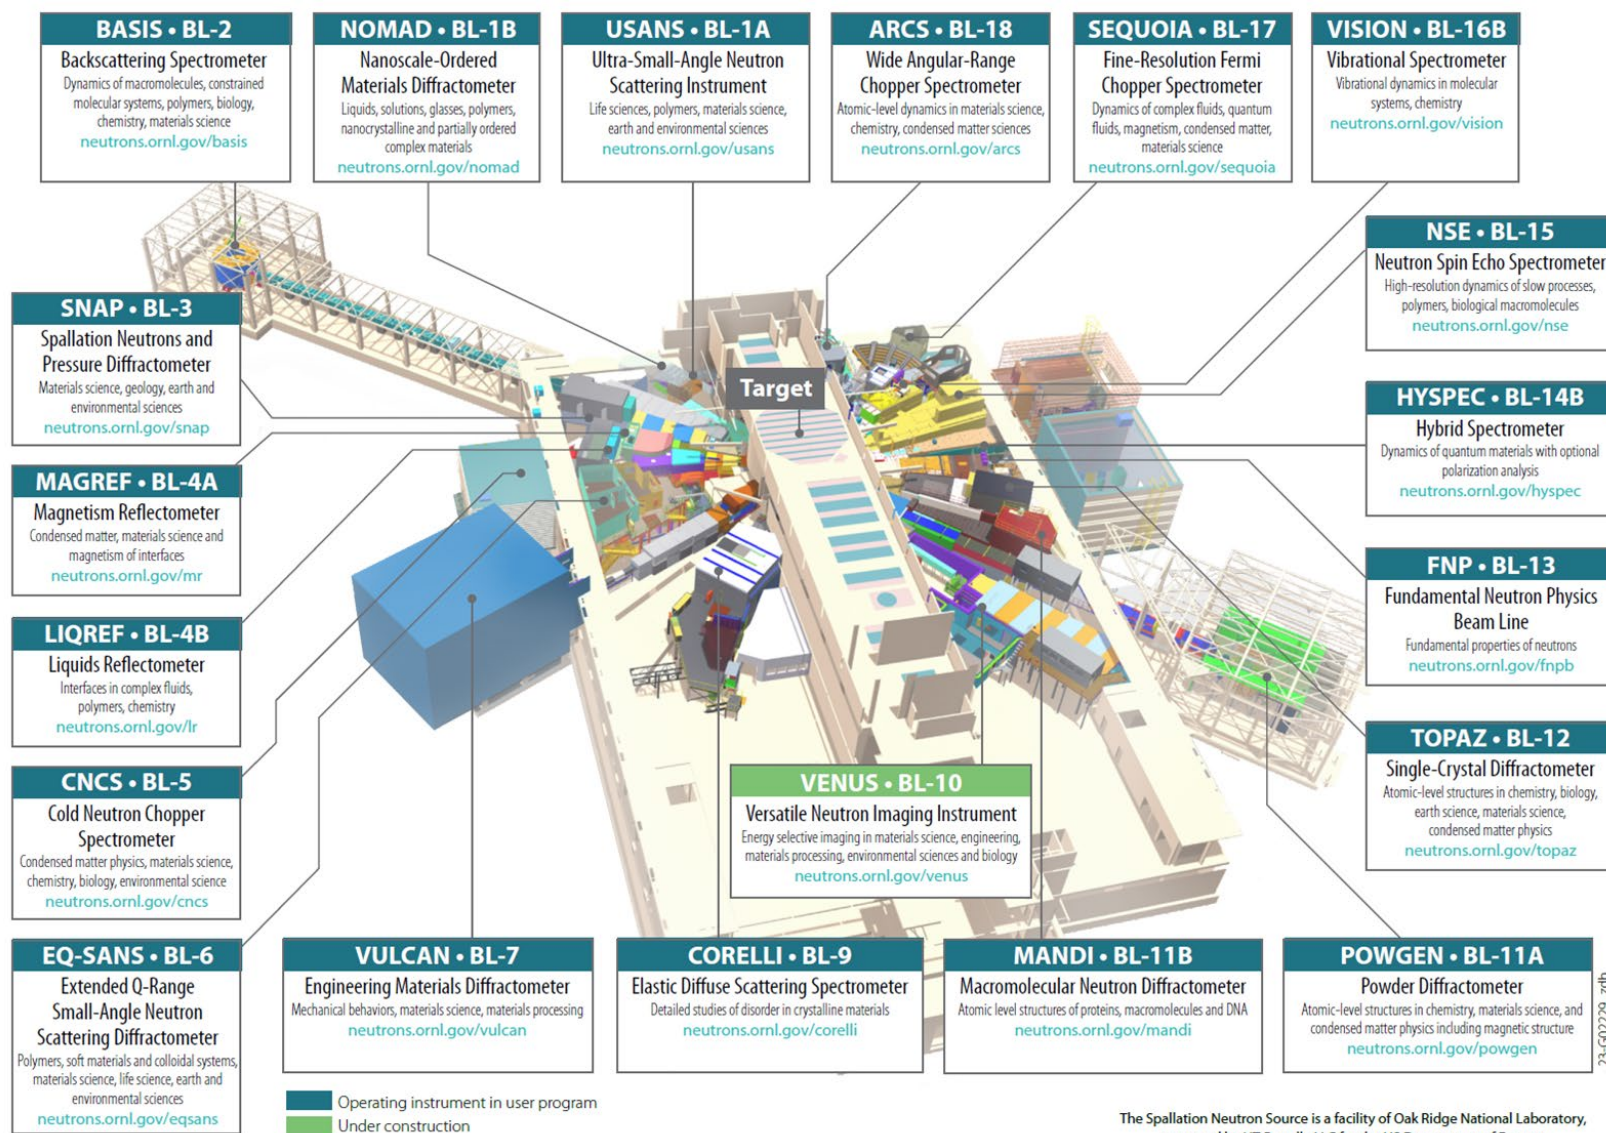 BASIS • BL-2
Backscattering Spectrometer
Dynamics of macromolecules, constrained
molecular systems, polymers, biology,
chemistry, materials science
neutrons.ornl.gov/basis
NOMAD • BL-1B
Nanoscale-Ordered
Materials Diffractometer
Liquids, solutions, glasses, polymers,
nanocrystalline and partially ordered
complex materials
neutrons.ornl.gov/nomad
USANS • BL-1A
Ultra-Small-Angle Neutron
Scattering Instrument
Life sciences, polymers, materials science,
earth and environmental sciences
neutrons.ornl.gov/usans
ARCS • BL-18
Wide Angular-Range
Chopper Spectrometer
Atomic-level dynamics in materials science,
chemistry, condensed matter sciences
neutrons.ornl.gov/arcs
SEQUOIA • BL-17
Fine-Resolution Fermi
Chopper Spectrometer
Dynamics of complex fluids, quantum
fluids, magnetism, condensed matter,
materials science
neutrons.ornl.gov/sequoia
VISION • BL-16B
Vibrational Spectrometer
Vibrational dynamics in molecular
systems, chemistry
neutrons.ornl.gov/vision
NSE • BL-15
Neutron Spin Echo Spectrometer
High-resolution dynamics of slow processes,
polymers, biological macromolecules
neutrons.ornl.gov/nse
SNAP • BL-3
Spallation Neutrons and
Pressure Diffractometer
Materials science, geology, earth and
environmental sciences
neutrons.ornl.gov/snap
Target
HYSPEC • BL-14B
Hybrid Spectrometer
Dynamics of quantum materials with optional
polarization analysis
neutrons.ornl.gov/hyspec
MAGREF • BL-4A
Magnetism Reflectometer
Condensed matter, materials science and
magnetism of interfaces
neutrons.ornl.gov/mr
FNP • BL-13
Fundamental Neutron Physics
Beam Line
Fundamental properties of neutrons
neutrons.ornl.gov/fnpb
LIQREF • BL-4B
Liquids Reflectometer
Interfaces in complex fluids,
polymers, chemistry
neutrons.ornl.gov/lr
TOPAZ • BL-12
Single-Crystal Diffractometer
Atomic-level structures in chemistry, biology,
earth science, materials science,
condensed matter physics
neutrons.ornl.gov/topaz
CNCS • BL-5
Cold Neutron Chopper
Spectrometer
Condensed matter physics, materials science,
chemistry, biology, environmental science
neutrons.ornl.gov/cncs
VENUS • BL-10
Versatile Neutron Imaging Instrument
Energy selective imaging in materials science, engineering,
materials processing, environmental sciences and biology
neutrons.ornl.gov/venus
EQ-SANS • BL-6
Extended Q-Range
Small-Angle Neutron
Scattering Diffractometer
Polymers, soft materials and colloidal systems,
materials science, life science, earth and
environmental sciences
neutrons.ornl.gov/eqsans
VULCAN • BL-7
Engineering Materials Diffractometer
Mechanical behaviors, materials science, materials processing
neutrons.ornl.gov/vulcan
CORELLI • BL-9
Elastic Diffuse Scattering Spectrometer
Detailed studies of disorder in crystalline materials
neutrons.ornl.gov/corelli
MANDI • BL-11B
Macromolecular Neutron Diffractometer
Atomic level structures of proteins, macromolecules and DNA
neutrons.ornl.gov/mandi
POWGEN • BL-11A
Powder Diffractometer
Atomic-level structures in chemistry, materials science, and
condensed matter physics including magnetic structure
neutrons.ornl.gov/powgen
23-G02229_zdh
Operating instrument in user program
Under construction
The Spallation Neutron Source is a facility of Oak Ridge National Laboratory,